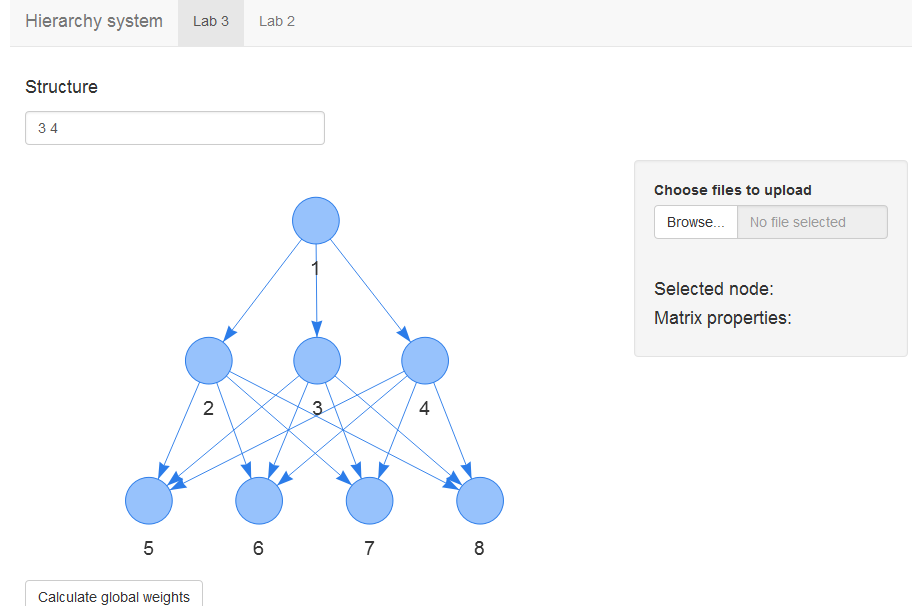 Hierarchy system Lab 3 Lab 2
Structure
3 4
Choose files to upload
Browse... No file selected
Selected node:
Matrix properties:
1
2 3 4
5 6 7 8
Calculate global weights